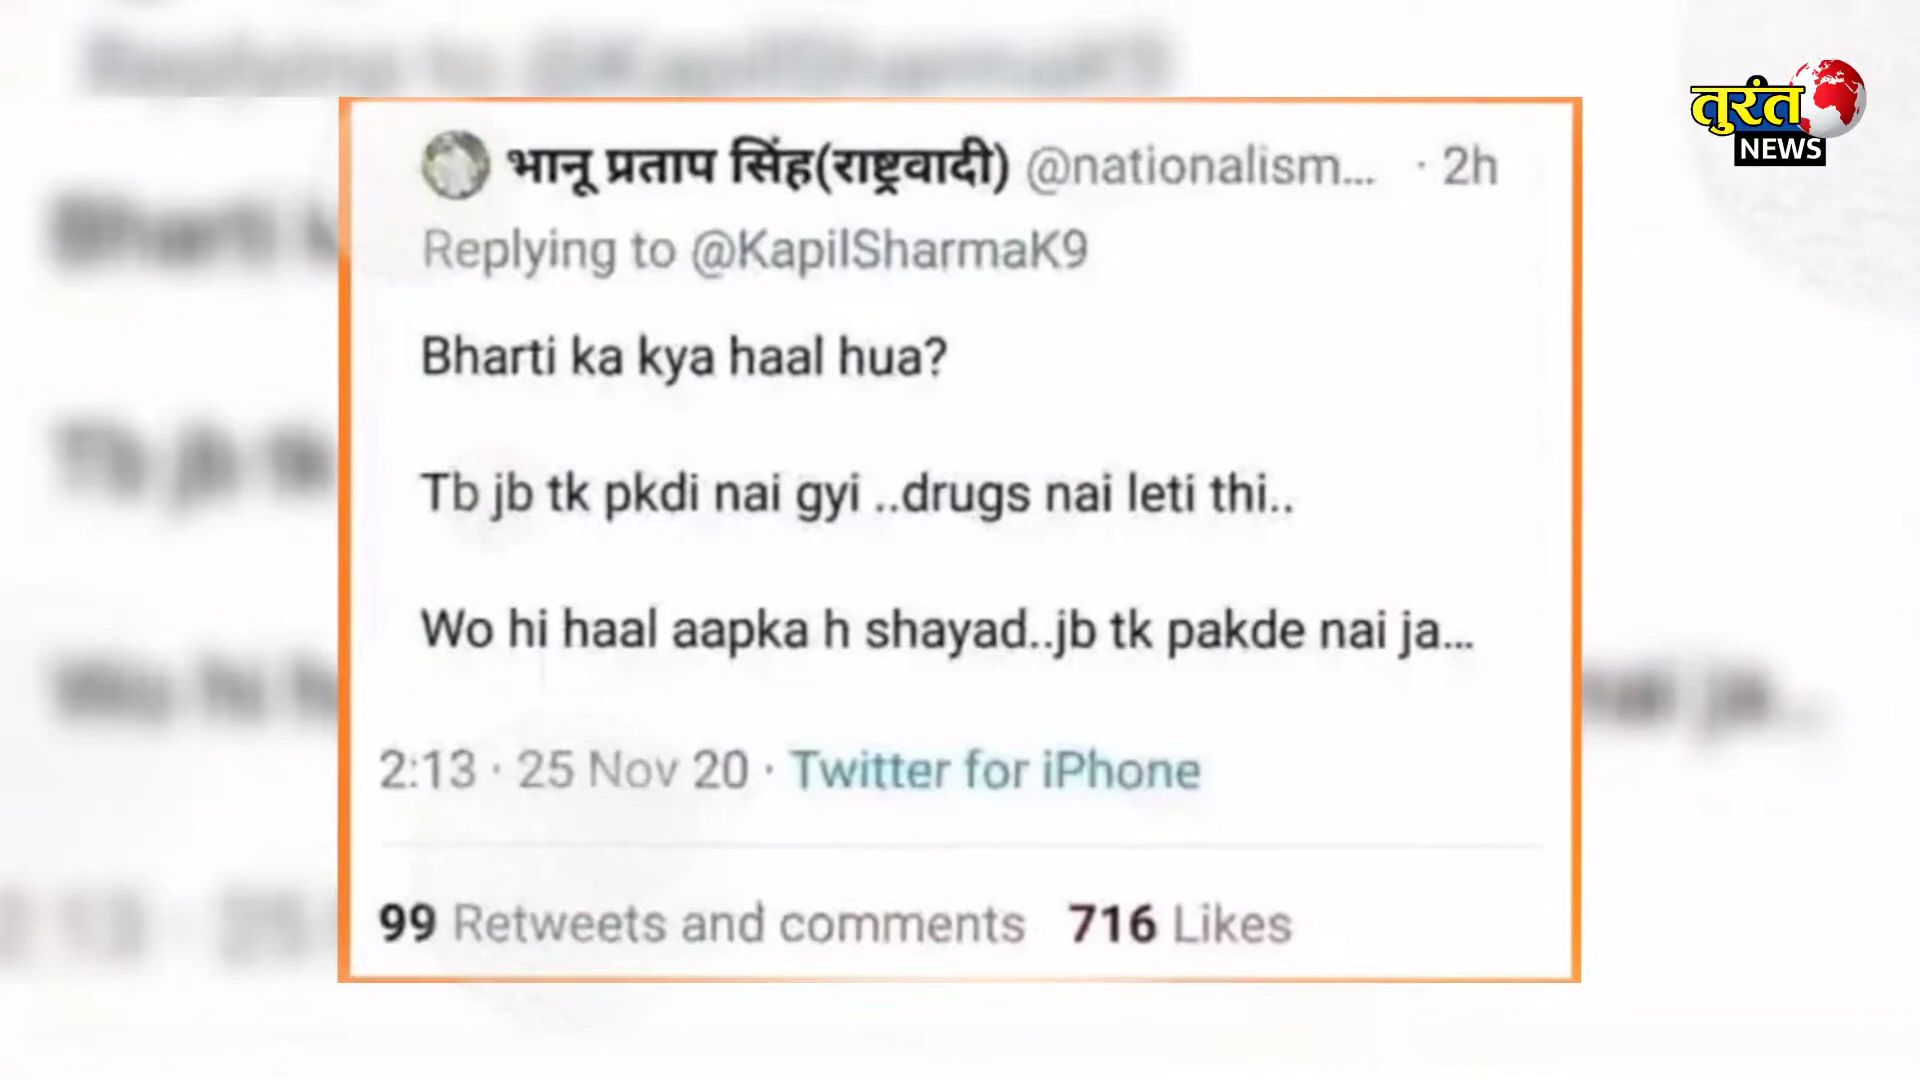 तुरंत
NEWS
भानू प्रताप सिंह(राष्ट्रवादी) @nationalism... · 2h
Replying to @KapilSharmaK9
Bharti ka kya haal hua?
Tb jb tk pkdi nai gyi ..drugs nai leti thi..
Wo hi haal aapka h shayad..jb tk pakde nai ja...
2:13 · 25 Nov 20 · Twitter for iPhone
99 Retweets and comments 716 Likes